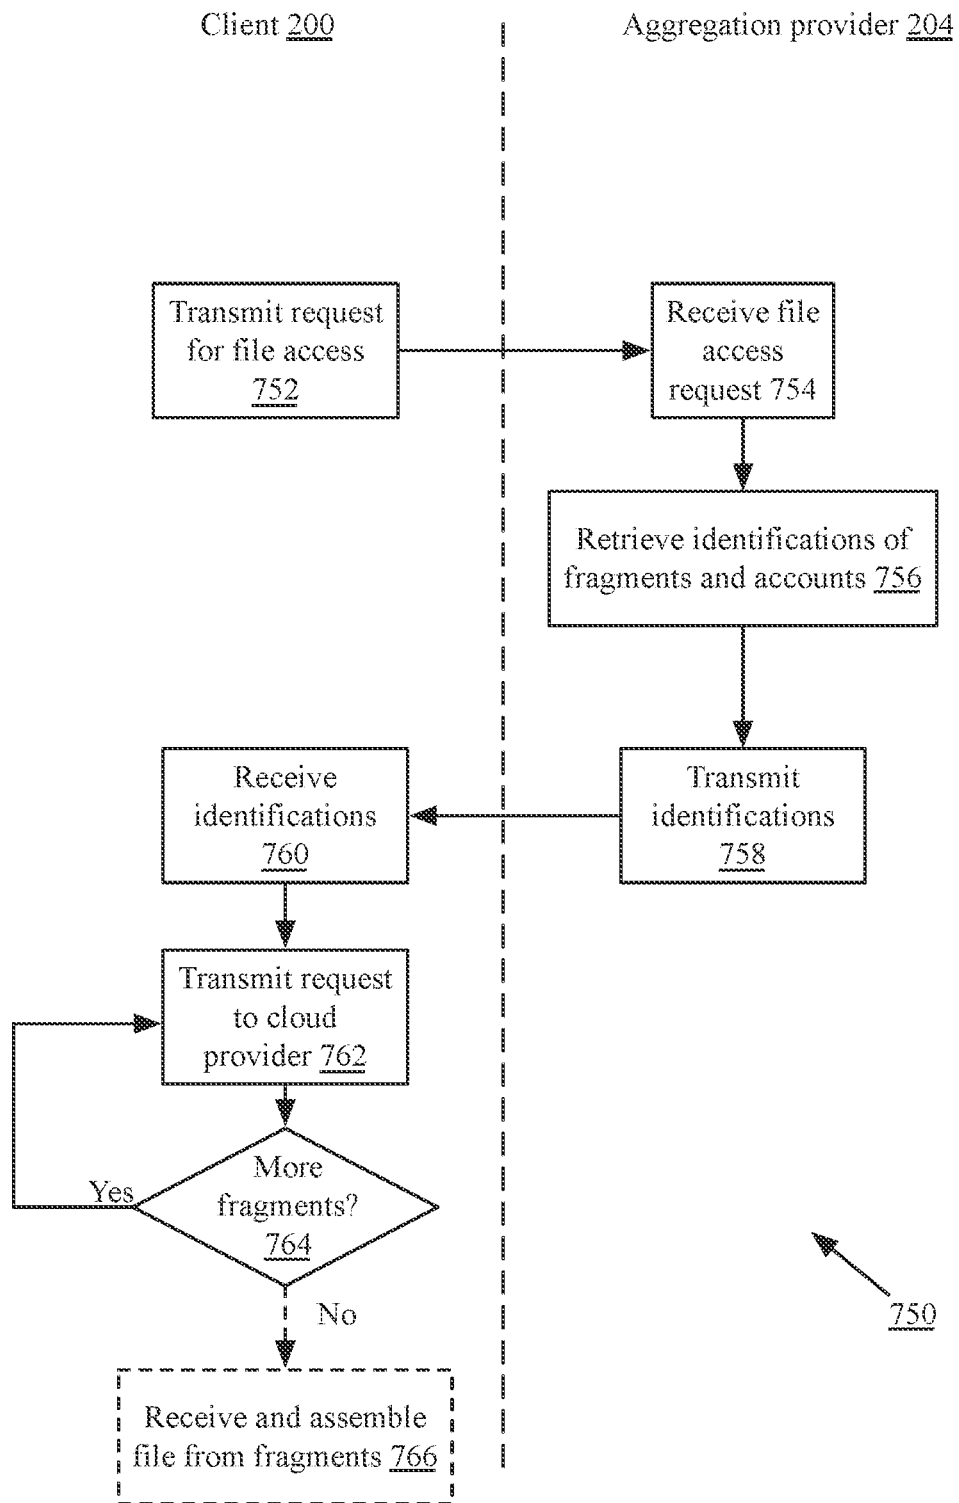 Client 200
Aggregation provider 204
Transmit request
for file access
752
Receive file
access
request 754
Retrieve identifications of
fragments and accounts 756
Transmit
identifications
758
Receive
identifications
760
Transmit request
to cloud
provider 762
More
fragments?
764
Yes
No
750
Receive and assemble
file from fragments 766